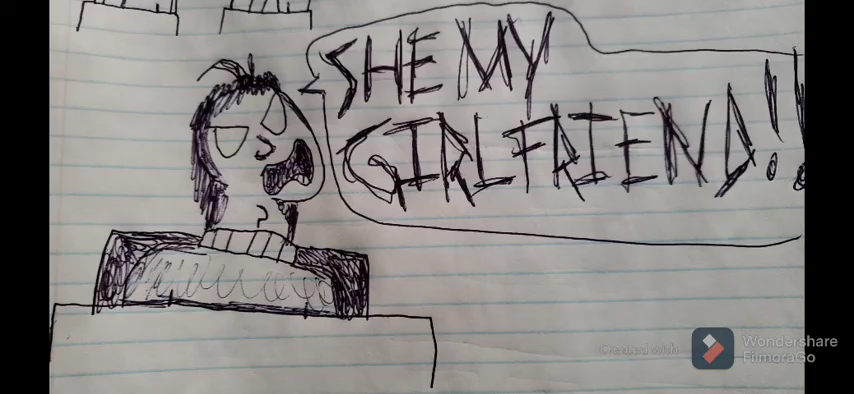 SHE MY
GIRLFRIEND!!
Created with
Wondershare
FilmoraGo